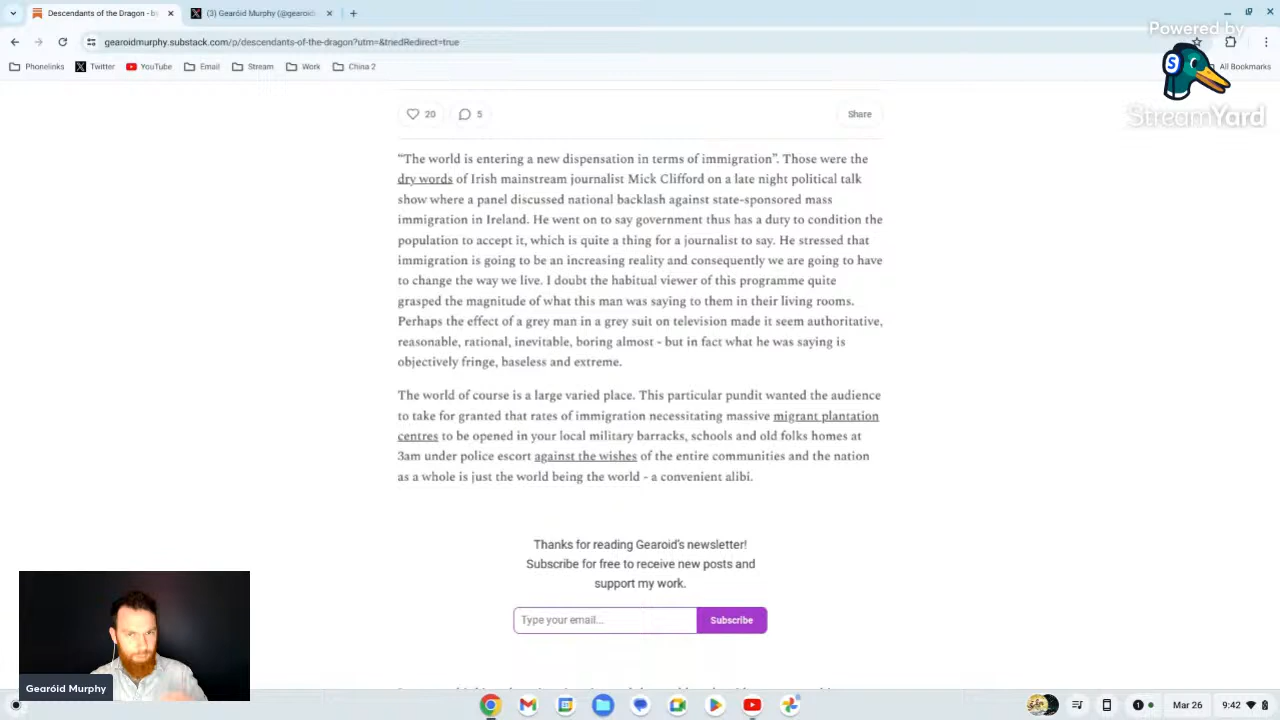 Descendants of the Dragon - b
(3) Gearóid Murphy (@gearoid
gearoidmurphy.substack.com/p/descendants-of-the-dragon?utm=&triedRedirect=true
Phonelinks
Twitter
YouTube
Email
Stream
Work
China 2
All Bookmarks
Powered by
S
StreamYard
20
5
Share
“The world is entering a new dispensation in terms of immigration”. Those were the
dry words of Irish mainstream journalist Mick Clifford on a late night political talk
show where a panel discussed national backlash against state-sponsored mass
immigration in Ireland. He went on to say government thus has a duty to condition the
population to accept it, which is quite a thing for a journalist to say. He stressed that
immigration is going to be an increasing reality and consequently we are going to have
to change the way we live. I doubt the habitual viewer of this programme quite
grasped the magnitude of what this man was saying to them in their living rooms.
Perhaps the effect of a grey man in a grey suit on television made it seem authoritative,
reasonable, rational, inevitable, boring almost - but in fact what he was saying is
objectively fringe, baseless and extreme.
The world of course is a large varied place. This particular pundit wanted the audience
to take for granted that rates of immigration necessitating massive migrant plantation
centres to be opened in your local military barracks, schools and old folks homes at
3am under police escort against the wishes of the entire communities and the nation
as a whole is just the world being the world - a convenient alibi.
Thanks for reading Gearoid's newsletter!
Subscribe for free to receive new posts and
support my work.
Type your email...
Subscribe
Gearóid Murphy
Mar 26
9:42